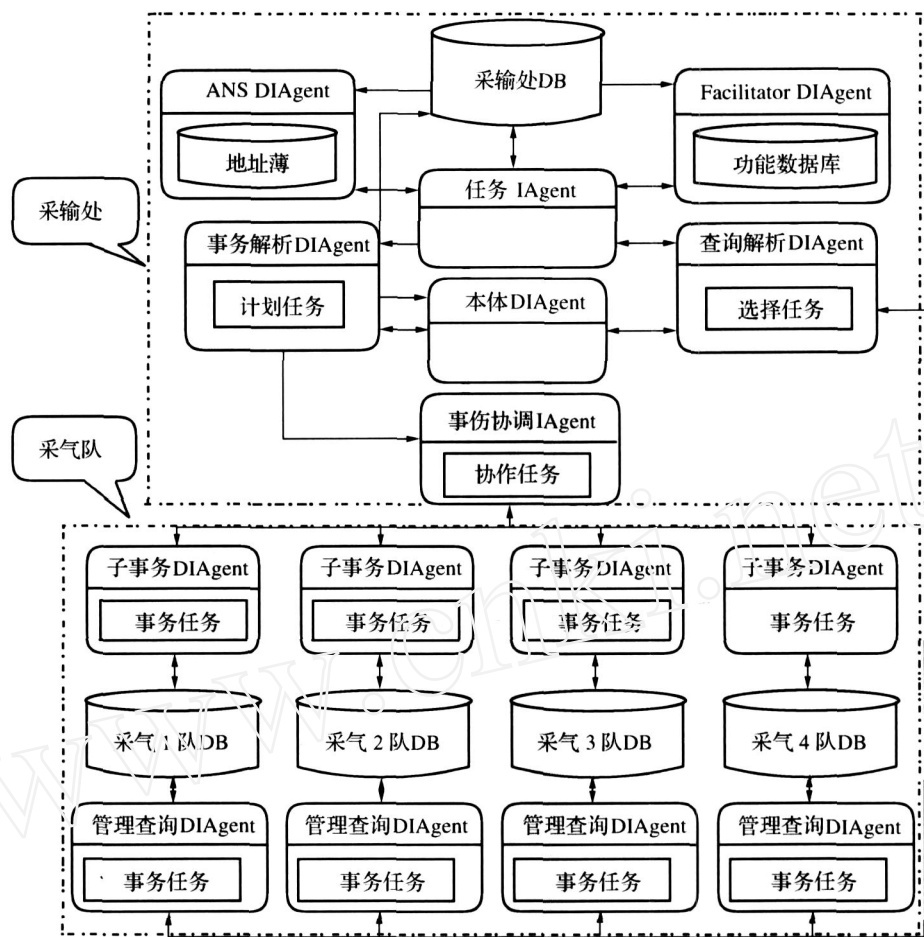 采输处DB
ANS DIAgent
地址薄
Facilitator DIAgent
功能数据库
采输处
任务 IAgent
事务解析DIAgent
计划任务
查询解析DIAgent
选择任务
本体DIAgent
采气队
事伤协调IAgent
协作任务
子事务DIAgent
事务任务
子事务DIAgent
事务任务
子事务DIAgent
事务任务
子事务DIAgent
事务任务
采气1队DB
采气2队DB
采气3队DB
采气4队DB
管理查询DIAgent
事务任务
管理查询DIAgent
事务任务
管理查询DIAgent
事务任务
管理查询DIAgent
事务任务
www.cnki.net